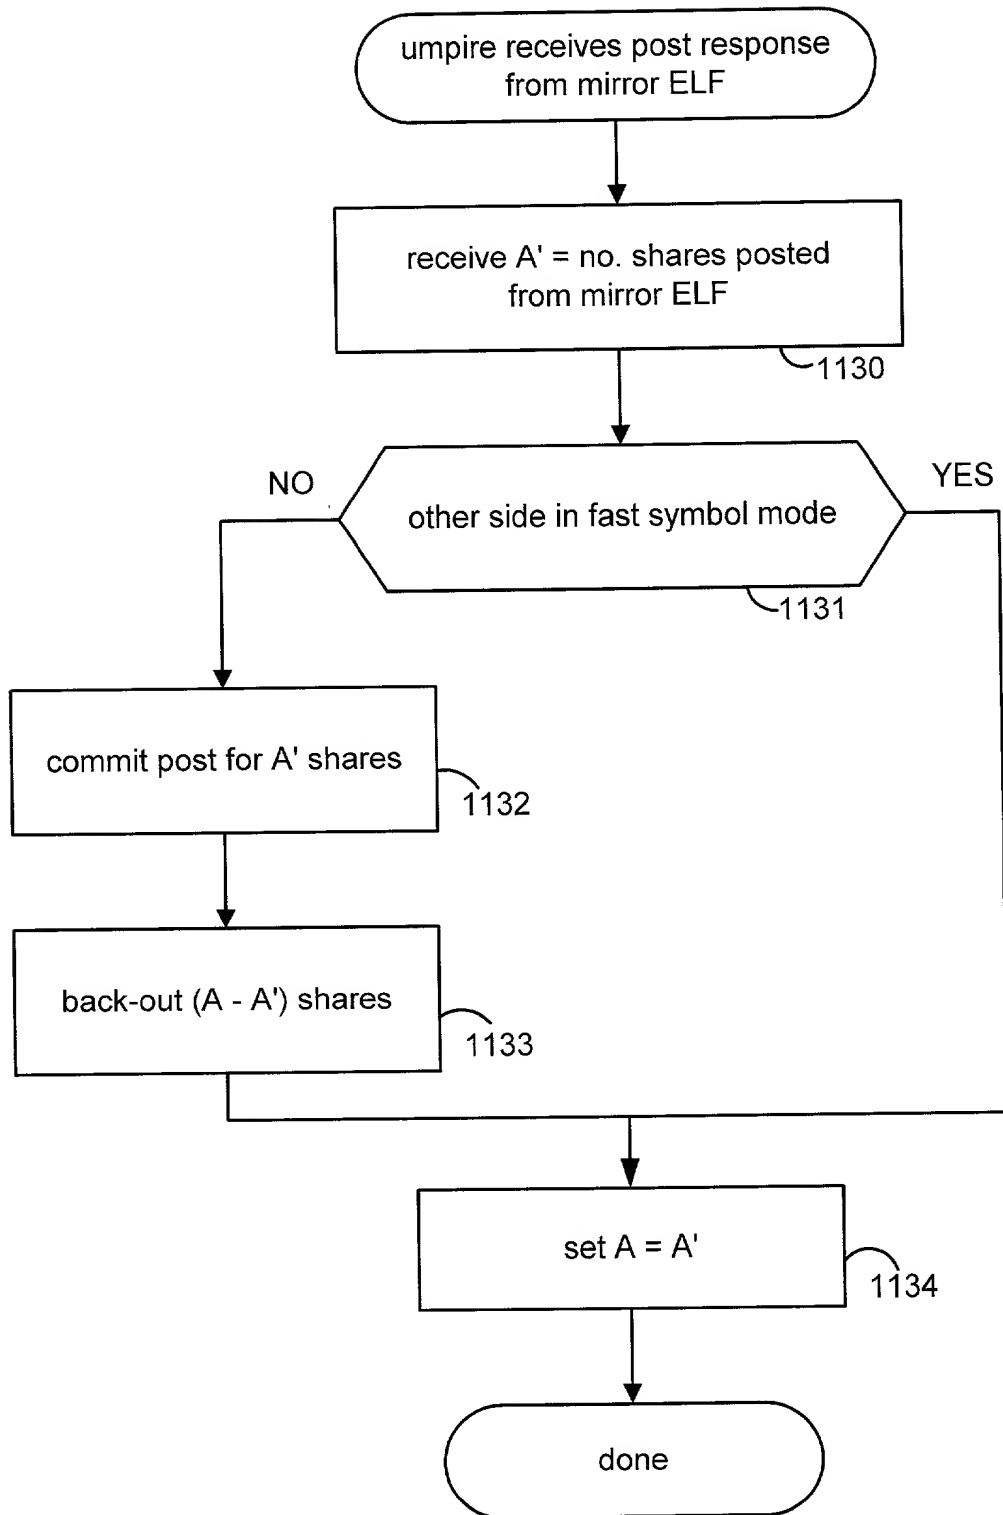 umpire receives post response
from mirror ELF
receive A' = no. shares posted
from mirror ELF
1130
NO
YES
other side in fast symbol mode
1131
commit post for A' shares
1132
back-out (A - A') shares
1133
set A = A'
1134
done